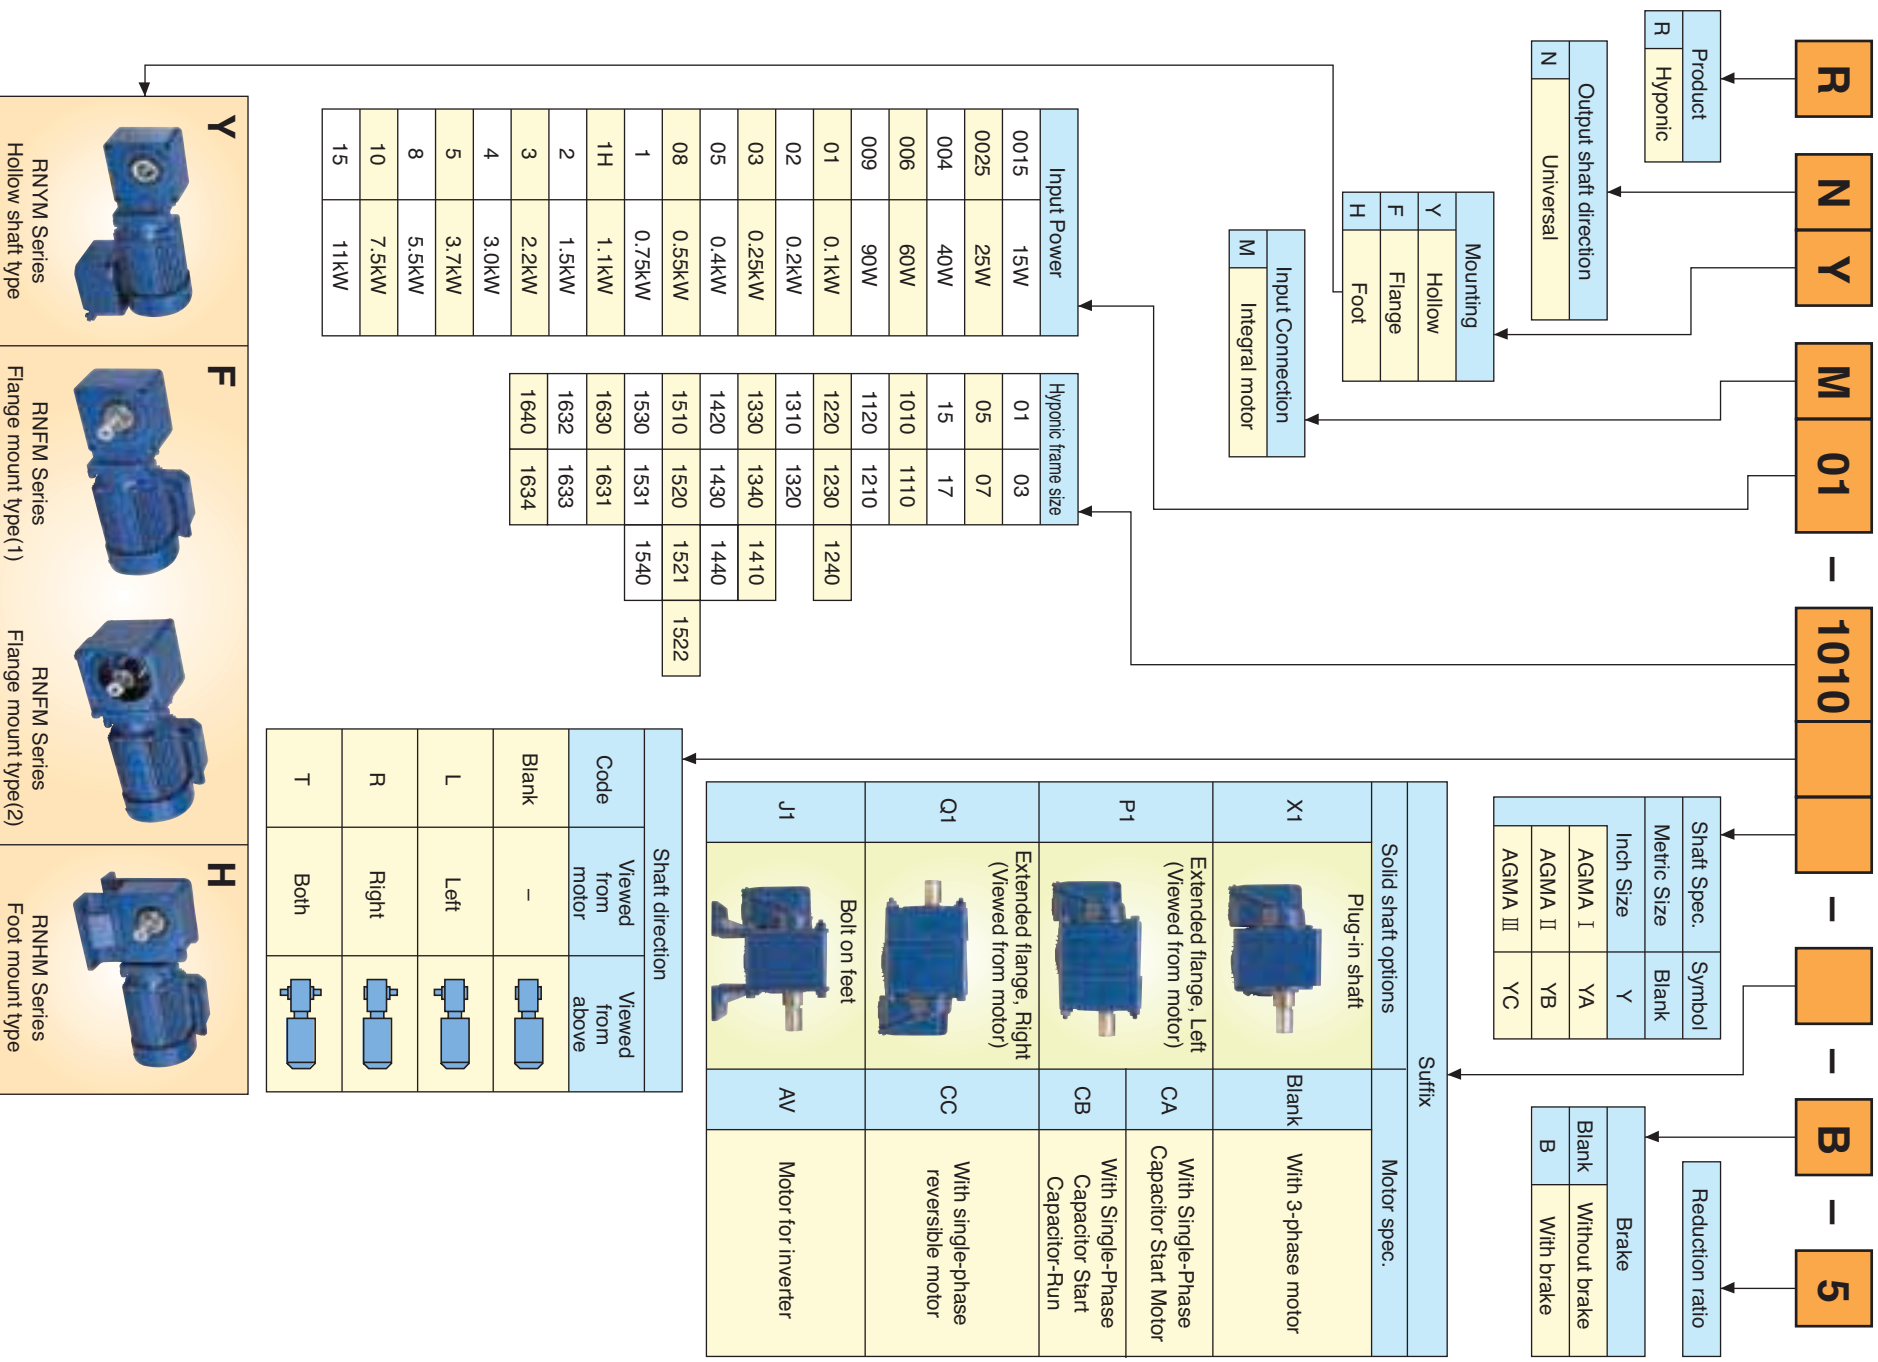 R N Y M 01 – 1010 – – B – 5
Product
R Hyponic
Output shaft direction
N Universal
Mounting
Y Hollow
F Flange
H Foot
Input Connection
M Integral motor
Input Power
0015 15W
0025 25W
004 40W
006 60W
009 90W
01 0.1kW
02 0.2kW
03 0.25kW
05 0.4kW
08 0.55kW
1 0.75kW
1H 1.1kW
2 1.5kW
3 2.2kW
4 3.0kW
5 3.7kW
8 5.5kW
10 7.5kW
15 11kW
Hyponic frame size
01 03
05 07
15 17
1010 1110
1120 1210
1220 1230 1240
1310 1320
1330 1340 1410
1420 1430 1440
1510 1520 1521 1522
1530 1531 1540
1630 1631
1632 1633
1640 1634
Shaft Spec. Symbol
Metric Size Blank
Inch Size Y
AGMA I YA
AGMA II YB
AGMA III YC
Brake
Blank Without brake
B With brake
Reduction ratio
Suffix
Solid shaft options Motor spec.
X1 Plug-in shaft
Blank With 3-phase motor
P1 Extended flange, Left
(Viewed from motor)
CA With Single-Phase
Capacitor Start Motor
CB With Single-Phase
Capacitor Start
Capacitor-Run
Q1 Extended flange, Right
(Viewed from motor)
CC With single-phase
reversible motor
J1 Bolt on feet
AV Motor for inverter
Shaft direction
Code
Viewed
from
motor
Viewed
from
above
Blank –
L Left
R Right
T Both
Y
RNYM Series
Hollow shaft type
F
RNFM Series
Flange mount type(1)
RNFM Series
Flange mount type(2)
H
RNHM Series
Foot mount type